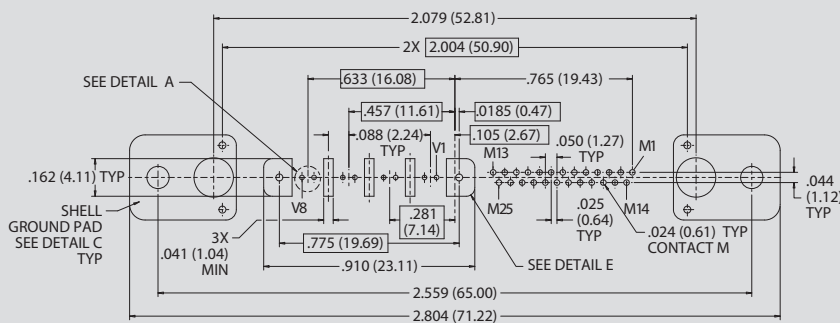 2.079 (52.81)
2X 2.004 (50.90)
SEE DETAIL A
.633 (16.08)
.765 (19.43)
.457 (11.61)
.0185 (0.47)
.088 (2.24)
TYP
.105 (2.67)
V1
.050 (1.27)
TYP
M13
M1
.162 (4.11) TYP
.044
(1.12)
TYP
V8
M25
M14
SHELL
GROUND PAD
SEE DETAIL C
TYP
3X
.041 (1.04)
MIN
.281
(7.14)
.025
(0.64)
TYP
.024 (0.61) TYP
CONTACT M
.775 (19.69)
SEE DETAIL E
.910 (23.11)
2.559 (65.00)
2.804 (71.22)